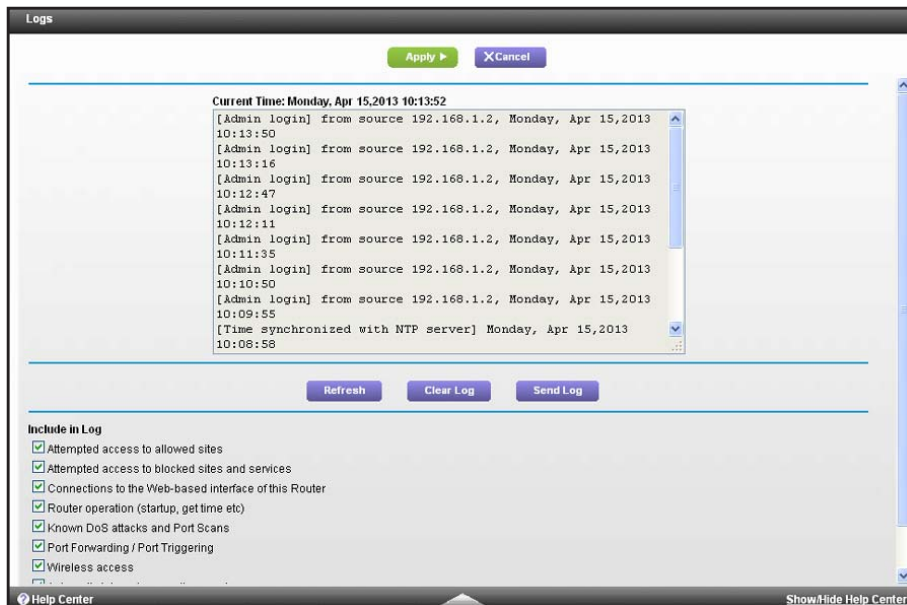 Logs
Apply
Cancel
Current Time: Monday, Apr 15,2013 10:13:52
[Admin login] from source 192.168.1.2, Monday, Apr 15,2013
10:13:50
[Admin login] from source 192.168.1.2, Monday, Apr 15,2013
10:13:16
[Admin login] from source 192.168.1.2, Monday, Apr 15,2013
10:12:47
[Admin login] from source 192.168.1.2, Monday, Apr 15,2013
10:12:11
[Admin login] from source 192.168.1.2, Monday, Apr 15,2013
10:11:35
[Admin login] from source 192.168.1.2, Monday, Apr 15,2013
10:10:50
[Admin login] from source 192.168.1.2, Monday, Apr 15,2013
10:09:55
[Time synchronized with NTP server] Monday, Apr 15,2013
10:08:58
Refresh
Clear Log
Send Log
Include in Log
Attempted access to allowed sites
Attempted access to blocked sites and services
Connections to the Web-based interface of this Router
Router operation (startup, get time etc)
Known DoS attacks and Port Scans
Port Forwarding / Port Triggering
Wireless access
Help Center
Show/Hide Help Center